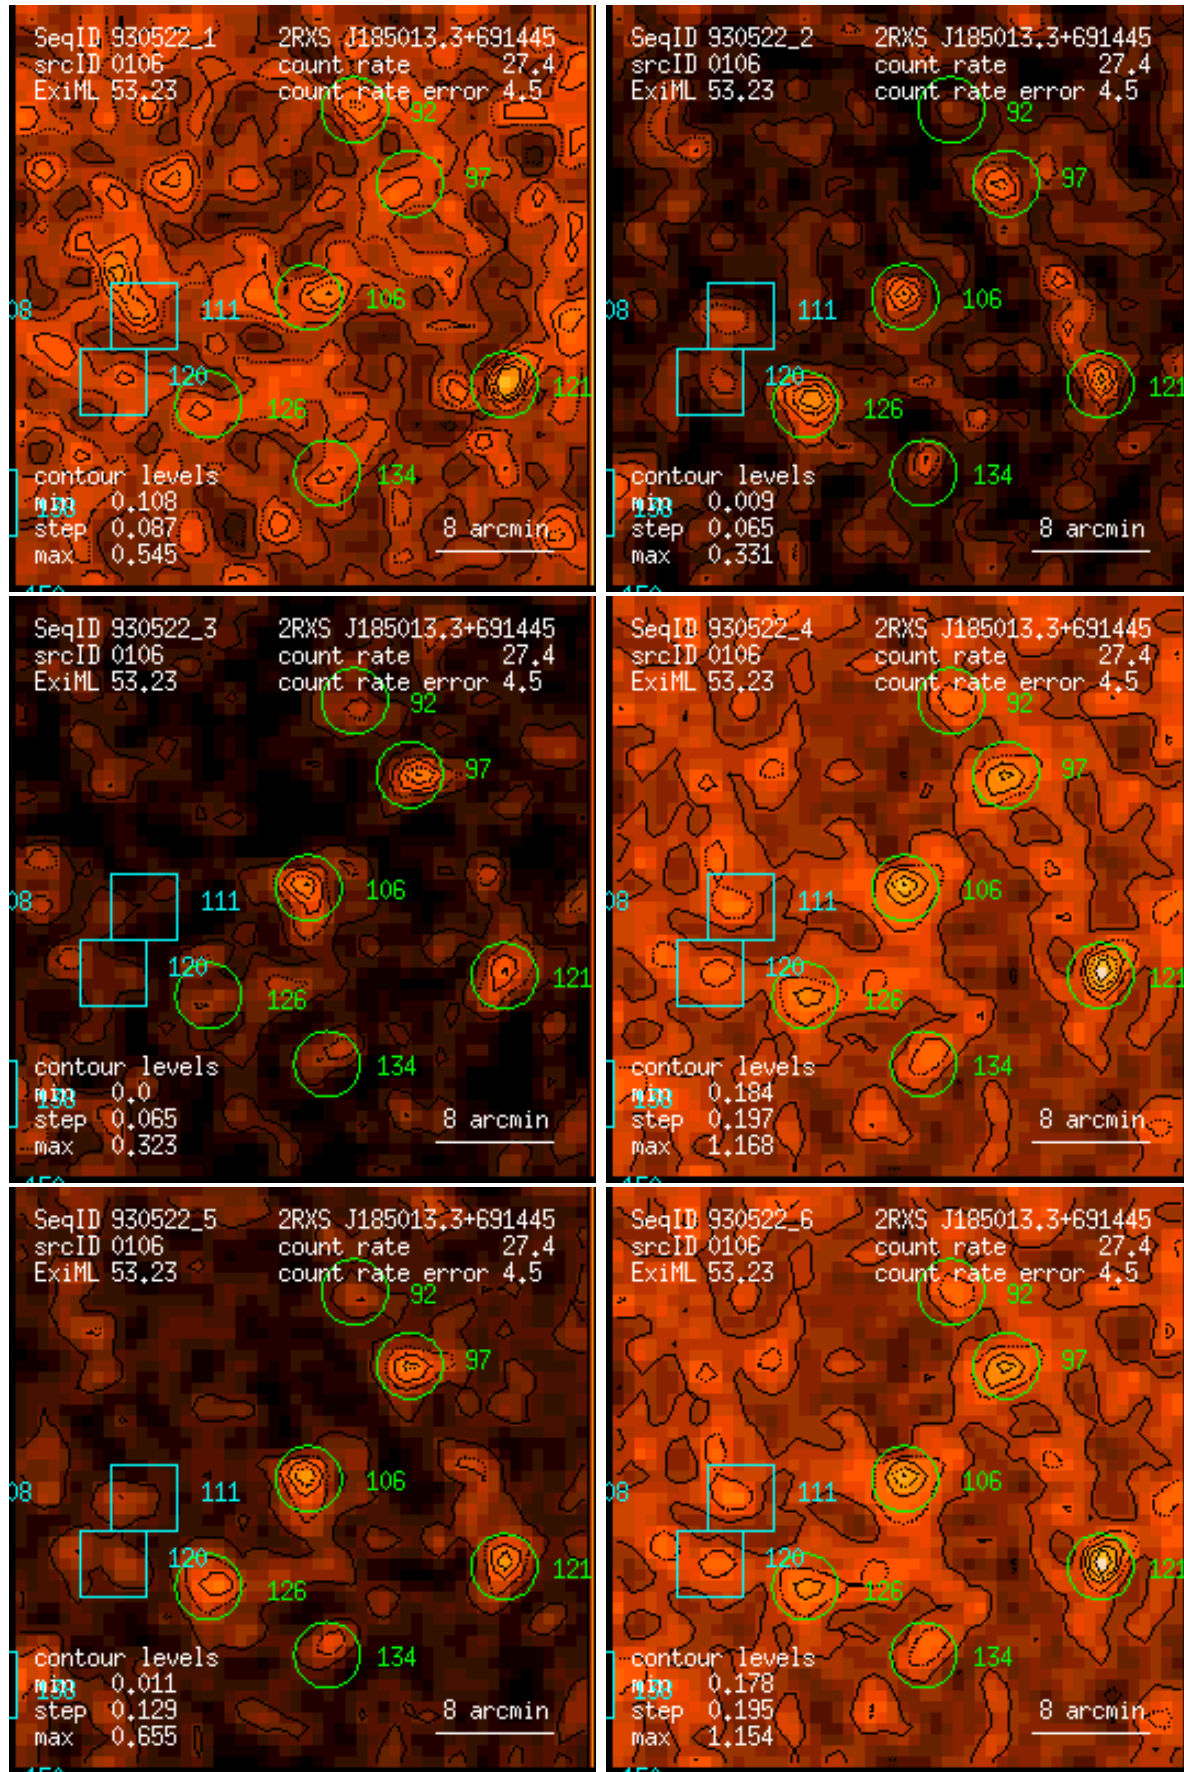 SeqID 930522_1 2RXS J185013.3+691445
srcID 0106 count rate 27.4
ExiML 53.23 count rate error 4.5
92
97
106
08 111
120
121
126
134
contour levels
min 0.108
138
step 0.087
8 arcmin
max 0.545
SeqID 930522_2 2RXS J185013.3+691445
srcID 0106 count rate 27.4
ExiML 53.23 count rate error 4.5
92
97
106
08 111
120
121
126
134
contour levels
min 0.009
138
step 0.065
8 arcmin
max 0.331
SeqID 930522_3 2RXS J185013.3+691445
srcID 0106 count rate 27.4
ExiML 53.23 count rate error 4.5
92
97
106
08 111
120
121
126
134
contour levels
min 0.0
138
step 0.065
8 arcmin
max 0.323
SeqID 930522_4 2RXS J185013.3+691445
srcID 0106 count rate 27.4
ExiML 53.23 count rate error 4.5
92
97
106
08 111
120
121
126
134
contour levels
min 0.184
138
step 0.197
8 arcmin
max 1.168
SeqID 930522_5 2RXS J185013.3+691445
srcID 0106 count rate 27.4
ExiML 53.23 count rate error 4.5
92
97
106
08 111
120
121
126
134
contour levels
min 0.011
138
step 0.129
8 arcmin
max 0.655
SeqID 930522_6 2RXS J185013.3+691445
srcID 0106 count rate 27.4
ExiML 53.23 count rate error 4.5
92
97
106
08 111
120
121
126
134
contour levels
min 0.178
138
step 0.195
8 arcmin
max 1.154